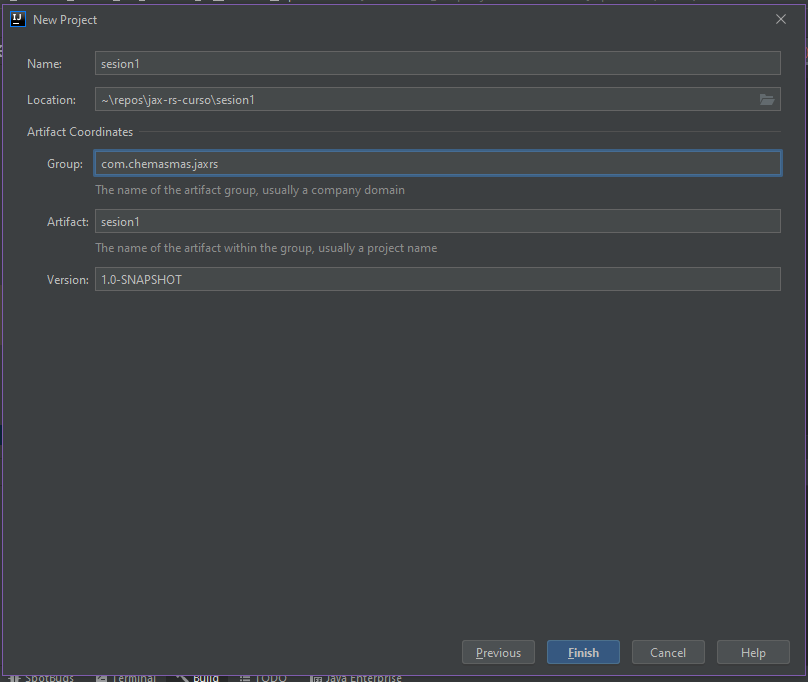 IJ New Project
Name: sesion1
Location: ~\repos\jax-rs-curso\sesion1
Artifact Coordinates
Group: com.chemasmas.jaxrs
The name of the artifact group, usually a company domain
Artifact: sesion1
The name of the artifact within the group, usually a project name
Version: 1.0-SNAPSHOT
Previous Finish Cancel Help
SpotBugs Terminal Build TODO Java Enterprise